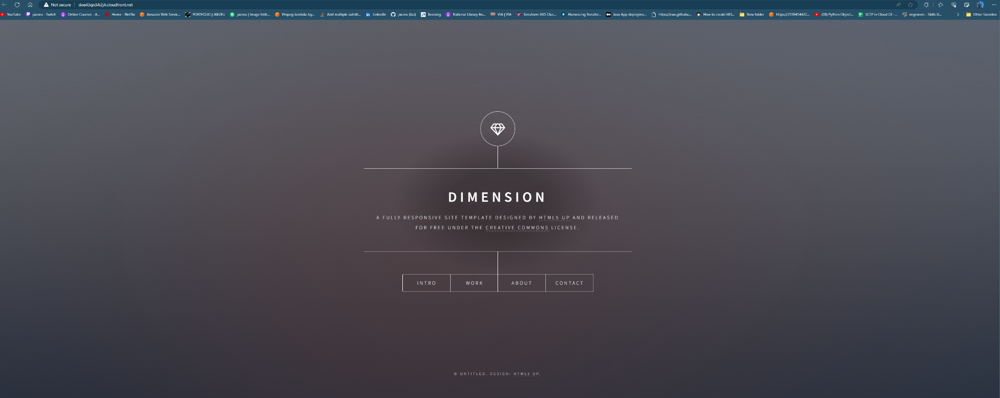 Not secure doe43qn34i2j4.cloudfront.net
YouTube jaezeu - Twitch Online Courses - A... Home - Netflix Amazon Web Servic... PORTFOLIO | JAEZEU jaezeu | Image Editi... ffmpeg-lambda-lay... Add multiple subtitl... LinkedIn jaezeu (Jaz) Booking National Library Bo... VIA | VIA Terraform: EKS Clus... Harnessing Terrafor... Java App deployme... https://raw.githubu... How to create EKS... New folder https://2559454422... (28) Python Object... SCTP in Cloud CE -... engineers - Skills U... Other favorites
DIMENSION
A FULLY RESPONSIVE SITE TEMPLATE DESIGNED BY HTML5 UP AND RELEASED
FOR FREE UNDER THE CREATIVE COMMONS LICENSE.
INTRO WORK ABOUT CONTACT
© UNTITLED. DESIGN: HTML5 UP.